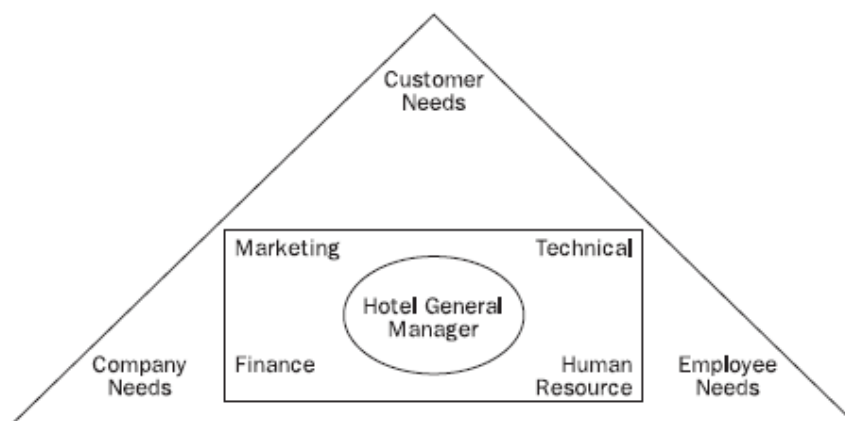 Customer
Needs
Marketing
Technical
Hotel General
Manager
Company
Needs
Finance
Human
Resource
Employee
Needs